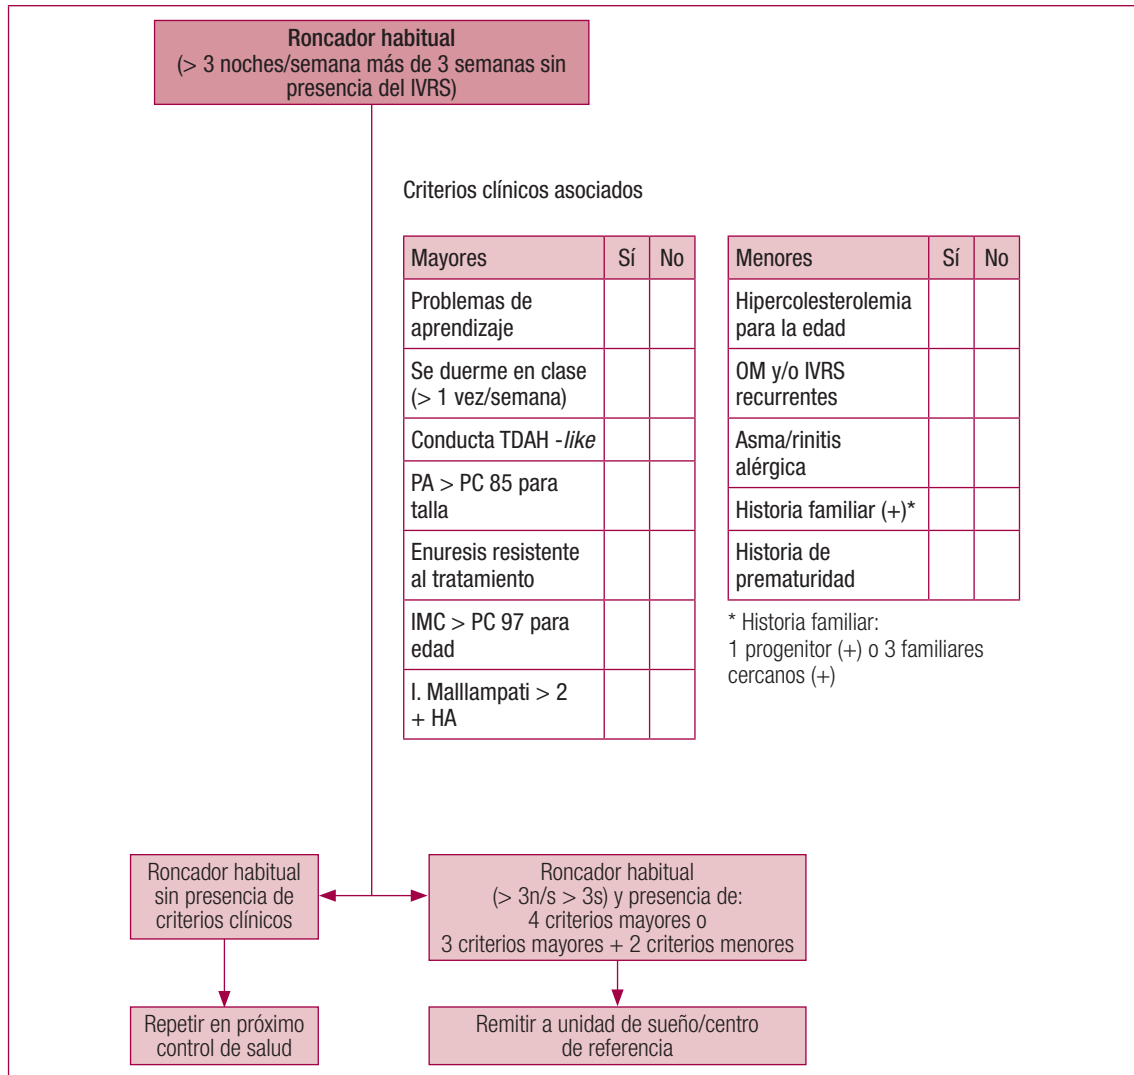 Roncador habitual
(> 3 noches/semana más de 3 semanas sin
presencia del IVRS)
Criterios clínicos asociados
Mayores Sí No
Problemas de
aprendizaje
Se duerme en clase
(> 1 vez/semana)
Conducta TDAH -like
PA > PC 85 para
talla
Enuresis resistente
al tratamiento
IMC > PC 97 para
edad
I. Malllampati > 2
+ HA
Menores Sí No
Hipercolesterolemia
para la edad
OM y/o IVRS
recurrentes
Asma/rinitis
alérgica
Historia familiar (+)*
Historia de
prematuridad
* Historia familiar:
1 progenitor (+) o 3 familiares
cercanos (+)
Roncador habitual
sin presencia de
criterios clínicos
Roncador habitual
(> 3n/s > 3s) y presencia de:
4 criterios mayores o
3 criterios mayores + 2 criterios menores
Repetir en próximo
control de salud
Remitir a unidad de sueño/centro
de referencia